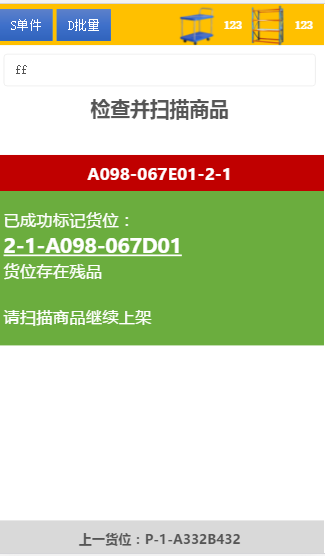 S单件 D批量 123 123
ff
检查并扫描商品
A098-067E01-2-1
已成功标记货位：
2-1-A098-067D01
货位存在残品
请扫描商品继续上架
上一货位：P-1-A332B432